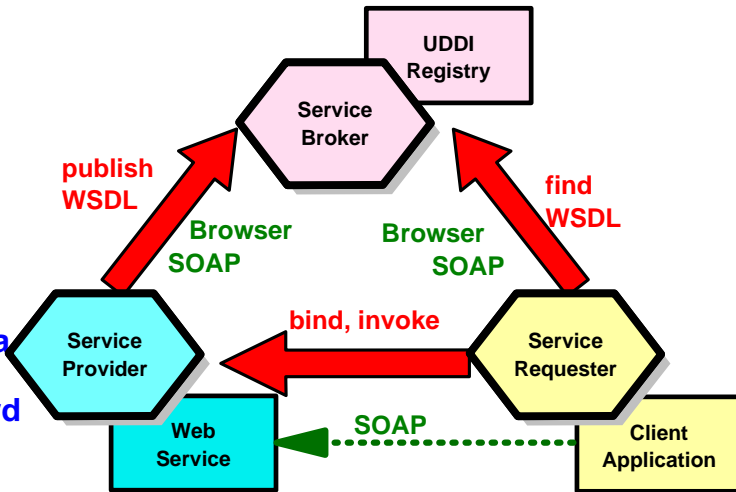 UDDI
Registry
Service
Broker
publish
WSDL
find
WSDL
Browser
SOAP
Browser
SOAP
bind, invoke
Service
Provider
Service
Requester
Web
Service
SOAP
Client
Application